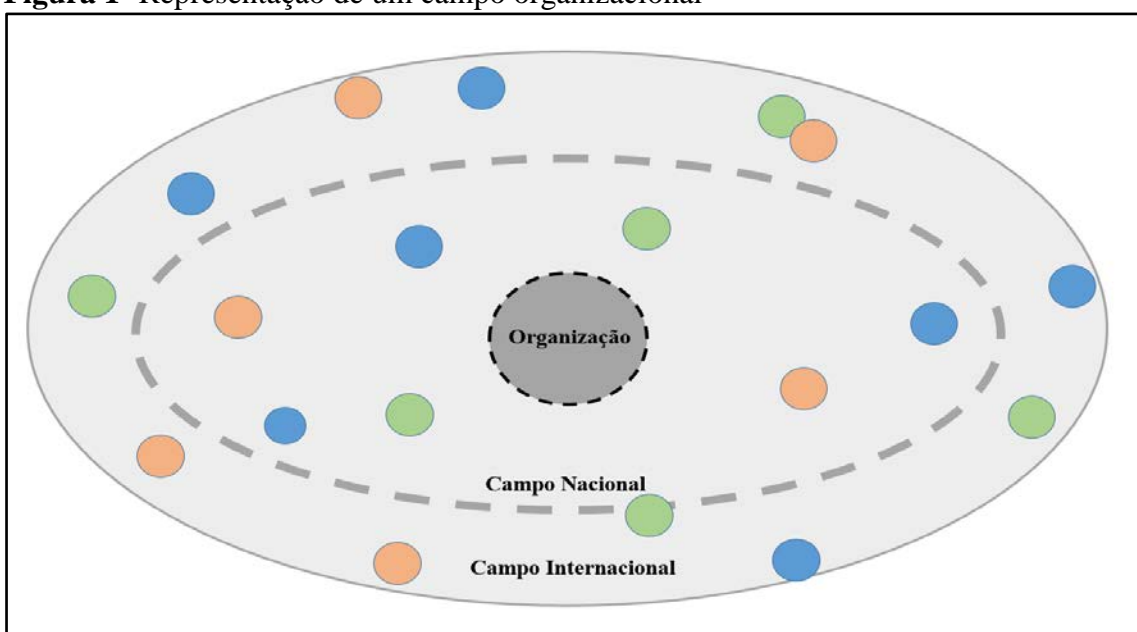 Figura 1- Representação de um campo organizacional
Organização
Campo Nacional
Campo Internacional